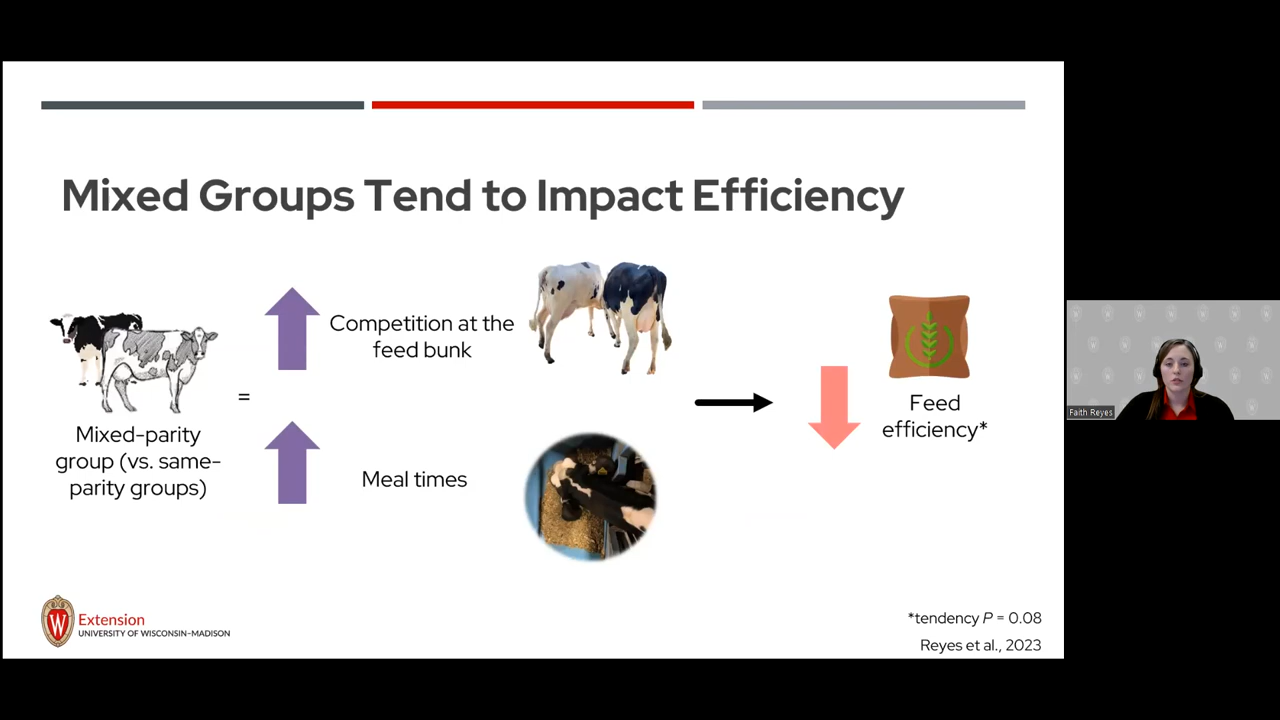 Mixed Groups Tend to Impact Efficiency
Competition at the
feed bunk
=
Mixed-parity
group (vs. same-
parity groups)
Meal times
Feed
efficiency*
Faith Reyes
W
Extension
UNIVERSITY OF WISCONSIN-MADISON
*tendency P = 0.08
Reyes et al., 2023